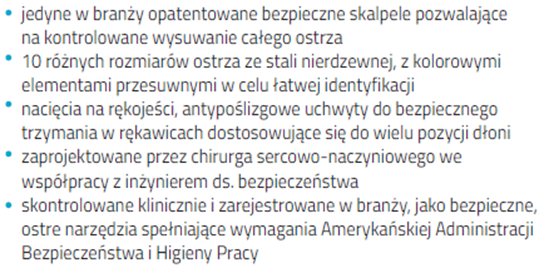 • jedyne w branży opatentowane bezpieczne skalpele pozwalające
na kontrolowane wysuwanie całego ostrza
• 10 różnych rozmiarów ostrza ze stali nierdzewnej, z kolorowymi
elementami przesuwnymi w celu łatwej identyfikacji
• nacięcia na rękojeści, antypoślizgowe uchwyty do bezpiecznego
trzymania w rękawicach dostosowujące się do wielu pozycji dłoni
• zaprojektowane przez chirurga sercowo-naczyniowego we
współpracy z inżynierem ds. bezpieczeństwa
• skontrolowane klinicznie i zarejestrowane w branży, jako bezpieczne,
ostre narzędzia spełniające wymagania Amerykańskiej Administracji
Bezpieczeństwa i Higieny Pracy